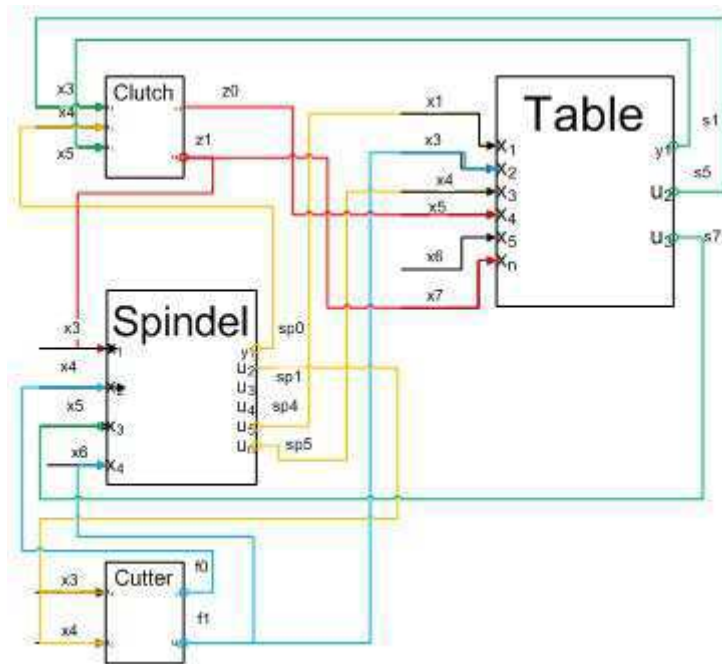 x3
Clutch
z0
x4
x5
z1
x1
Table
s1
x3
X1
y1
X2
s5
x4
X3
u2
x5
X4
s7
x6
X5
u3
Xn
x7
Spindel
x3
X1
sp0
y1
x4
X2
u2
sp1
u3
x5
X3
u4
sp4
u5
x6
X4
un
sp5
Cutter
f0
x3
f1
x4